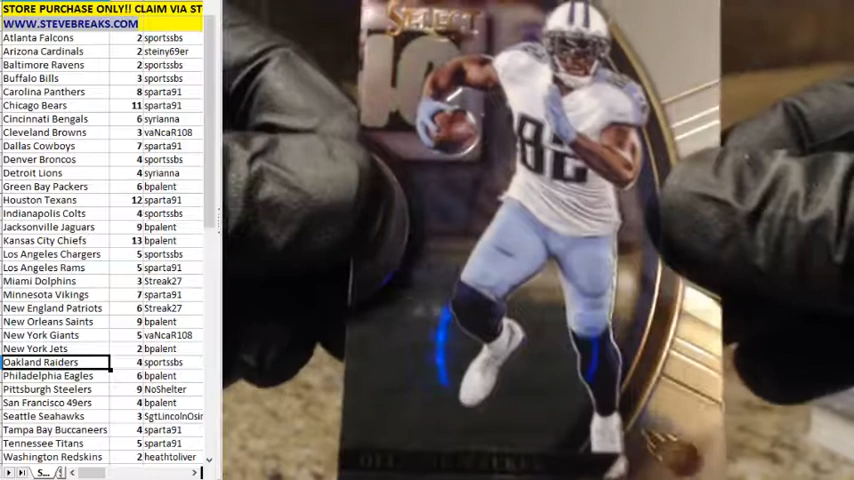 STORE PURCHASE ONLY!! CLAIM VIA ST
WWW.STEVEBREAKS.COM
Atlanta Falcons 2 sportssbs
Arizona Cardinals 2 steiny69er
Baltimore Ravens 2 sportssbs
Buffalo Bills 3 sportssbs
Carolina Panthers 8 sparta91
Chicago Bears 11 sparta91
Cincinnati Bengals 6 syrianna
Cleveland Browns 3 vaNcaR108
Dallas Cowboys 7 sparta91
Denver Broncos 4 sportssbs
Detroit Lions 4 syrianna
Green Bay Packers 6 bpalent
Houston Texans 12 sparta91
Indianapolis Colts 4 sportssbs
Jacksonville Jaguars 9 bpalent
Kansas City Chiefs 13 bpalent
Los Angeles Chargers 5 sportssbs
Los Angeles Rams 5 sparta91
Miami Dolphins 3 Streak27
Minnesota Vikings 7 sparta91
New England Patriots 6 Streak27
New Orleans Saints 9 bpalent
New York Giants 5 vaNcaR108
New York Jets 2 bpalent
Oakland Raiders 4 sportssbs
Philadelphia Eagles 6 bpalent
Pittsburgh Steelers 9 NoShelter
San Francisco 49ers 4 bpalent
Seattle Seahawks 3 SgtLincolnOsir
Tampa Bay Buccaneers 4 sparta91
Tennessee Titans 5 sparta91
Washington Redskins 2 heathtoliver
S...
SELECT
82